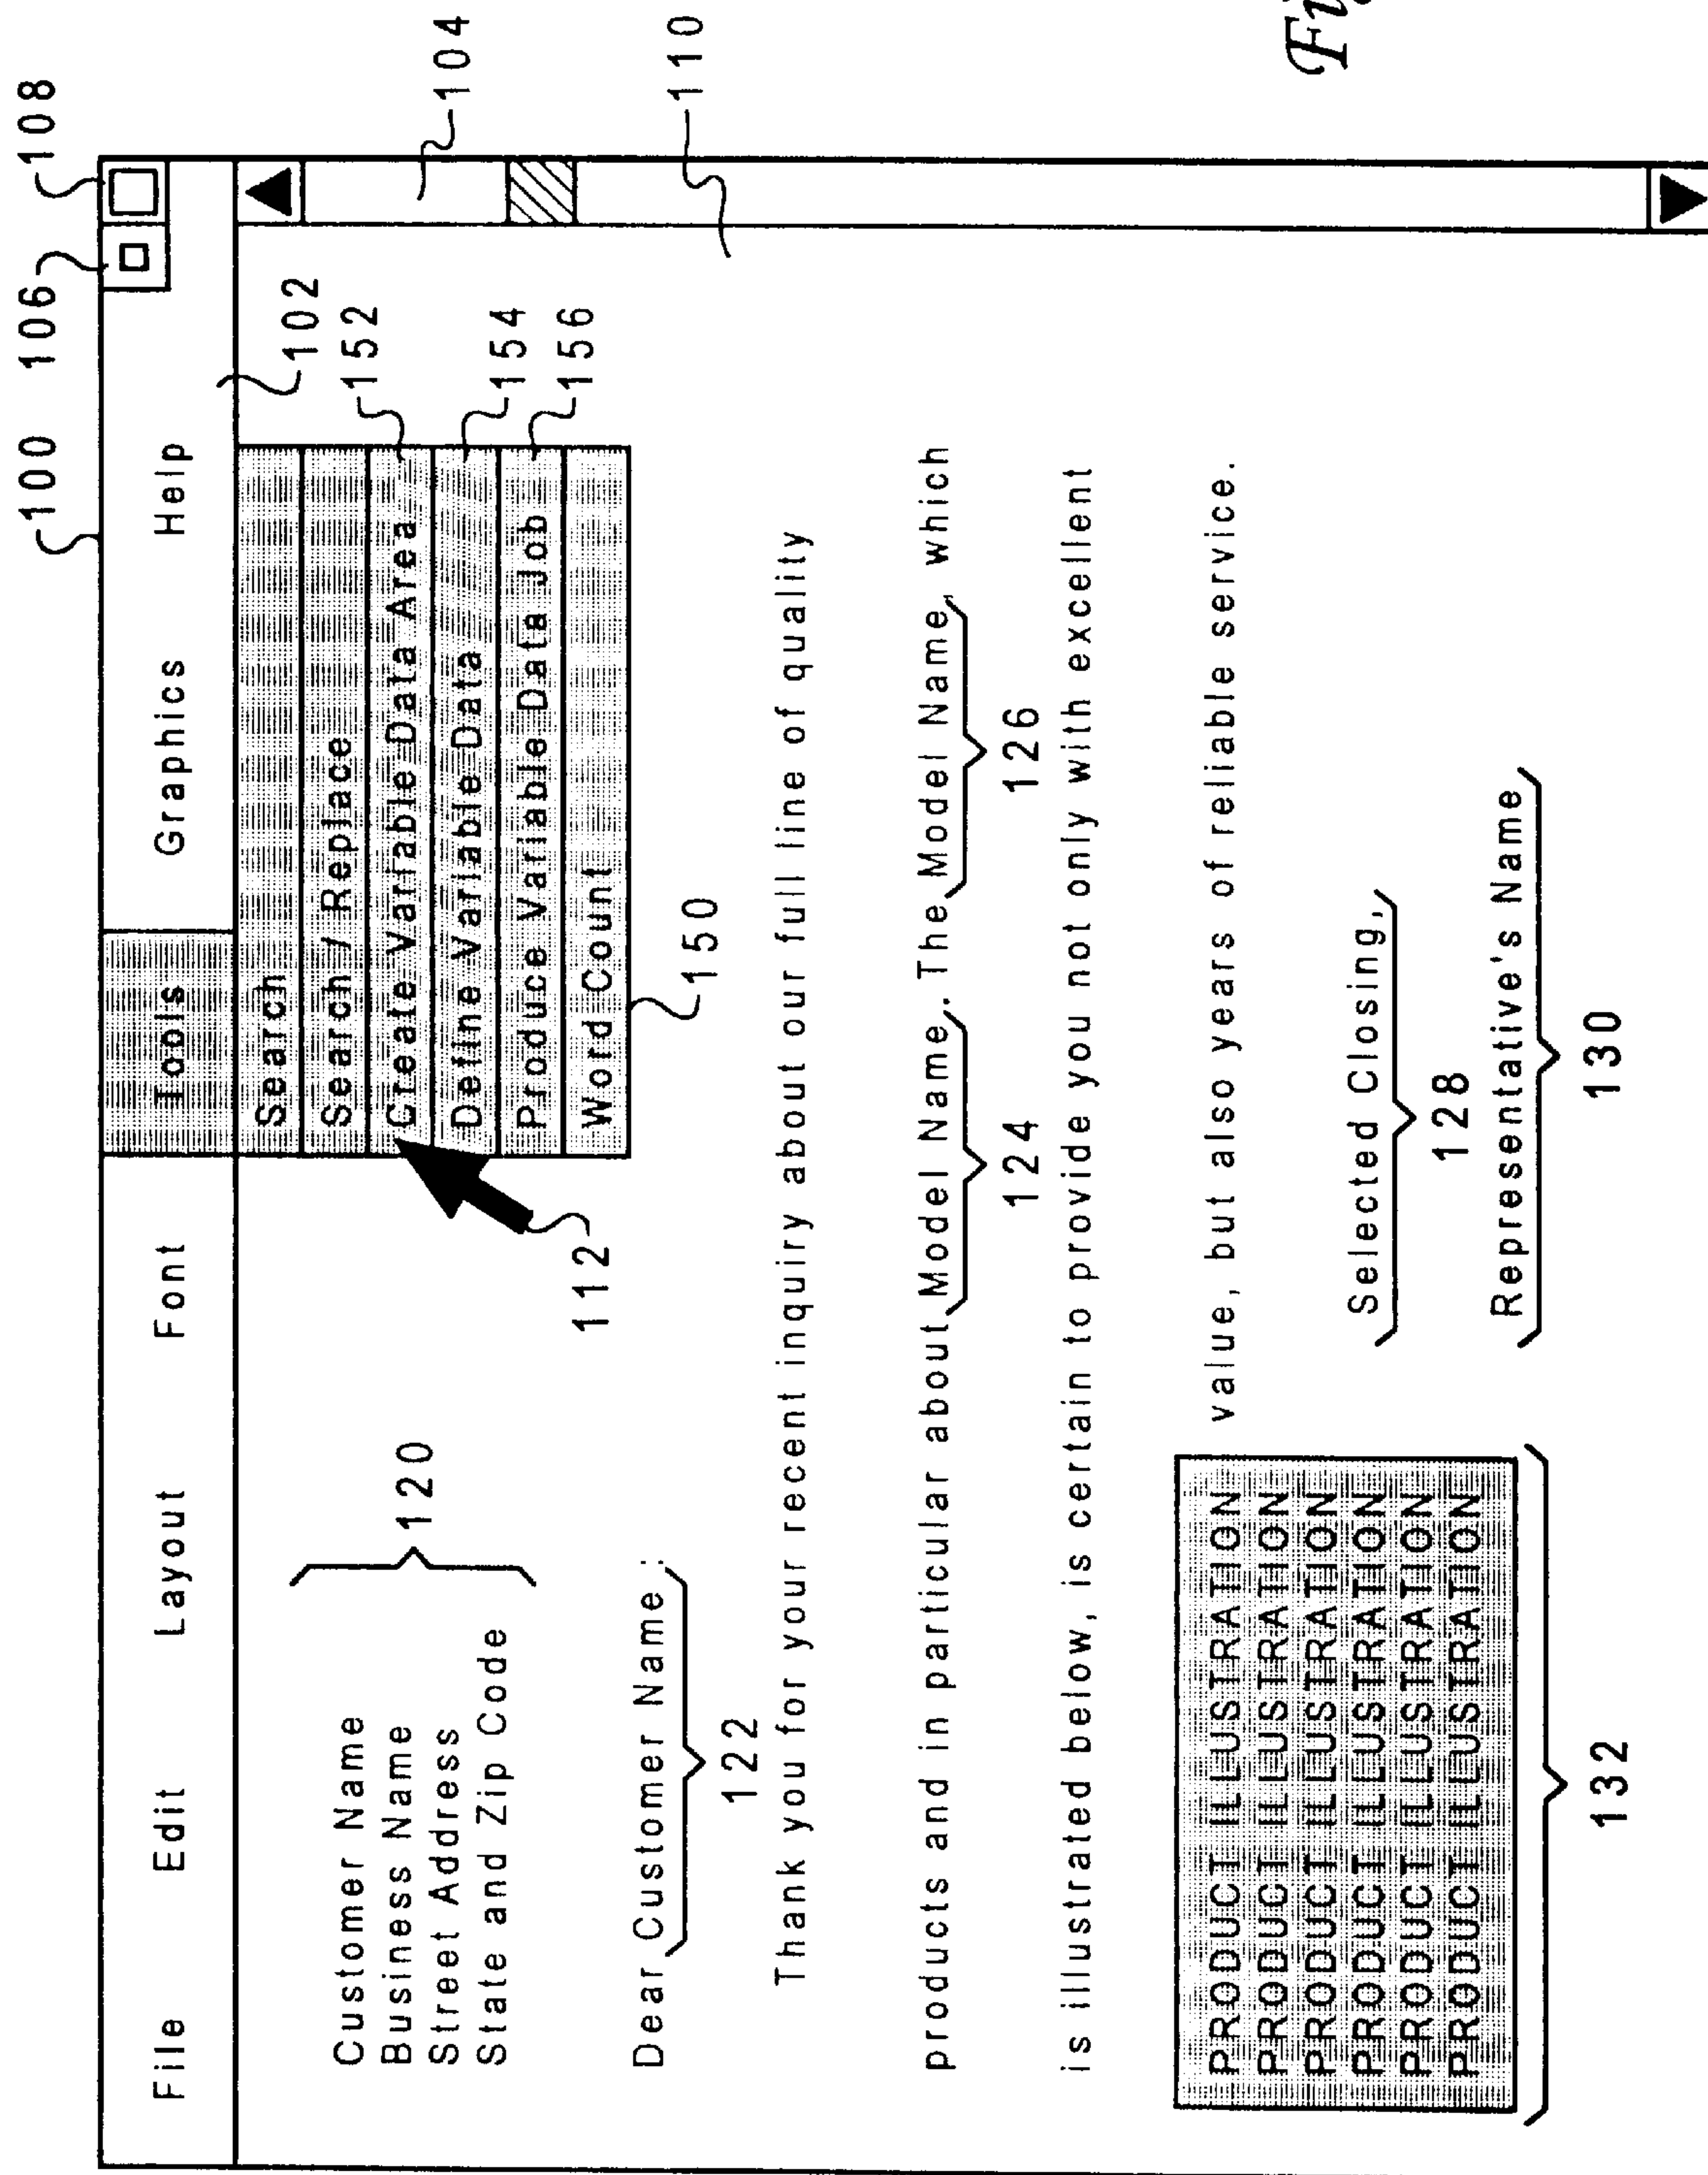 100 106 108
File Edit Layout Font Tools Graphics Help
102
104
110
Search
Search / Replace
Create Variable Data Area
Define Variable Data
Produce Variable Data Job
Word Count
152
154
156
150
112
Customer Name
Business Name
Street Address
State and Zip Code
120
Dear Customer Name:
122
Thank you for your recent inquiry about our full line of quality
products and in particular about Model Name. The Model Name, which
124 126
is illustrated below, is certain to provide you not only with excellent
value, but also years of reliable service.
PRODUCT ILLUSTRATION
PRODUCT ILLUSTRATION
PRODUCT ILLUSTRATION
PRODUCT ILLUSTRATION
PRODUCT ILLUSTRATION
PRODUCT ILLUSTRATION
132
Selected Closing,
128
Representative's Name
130